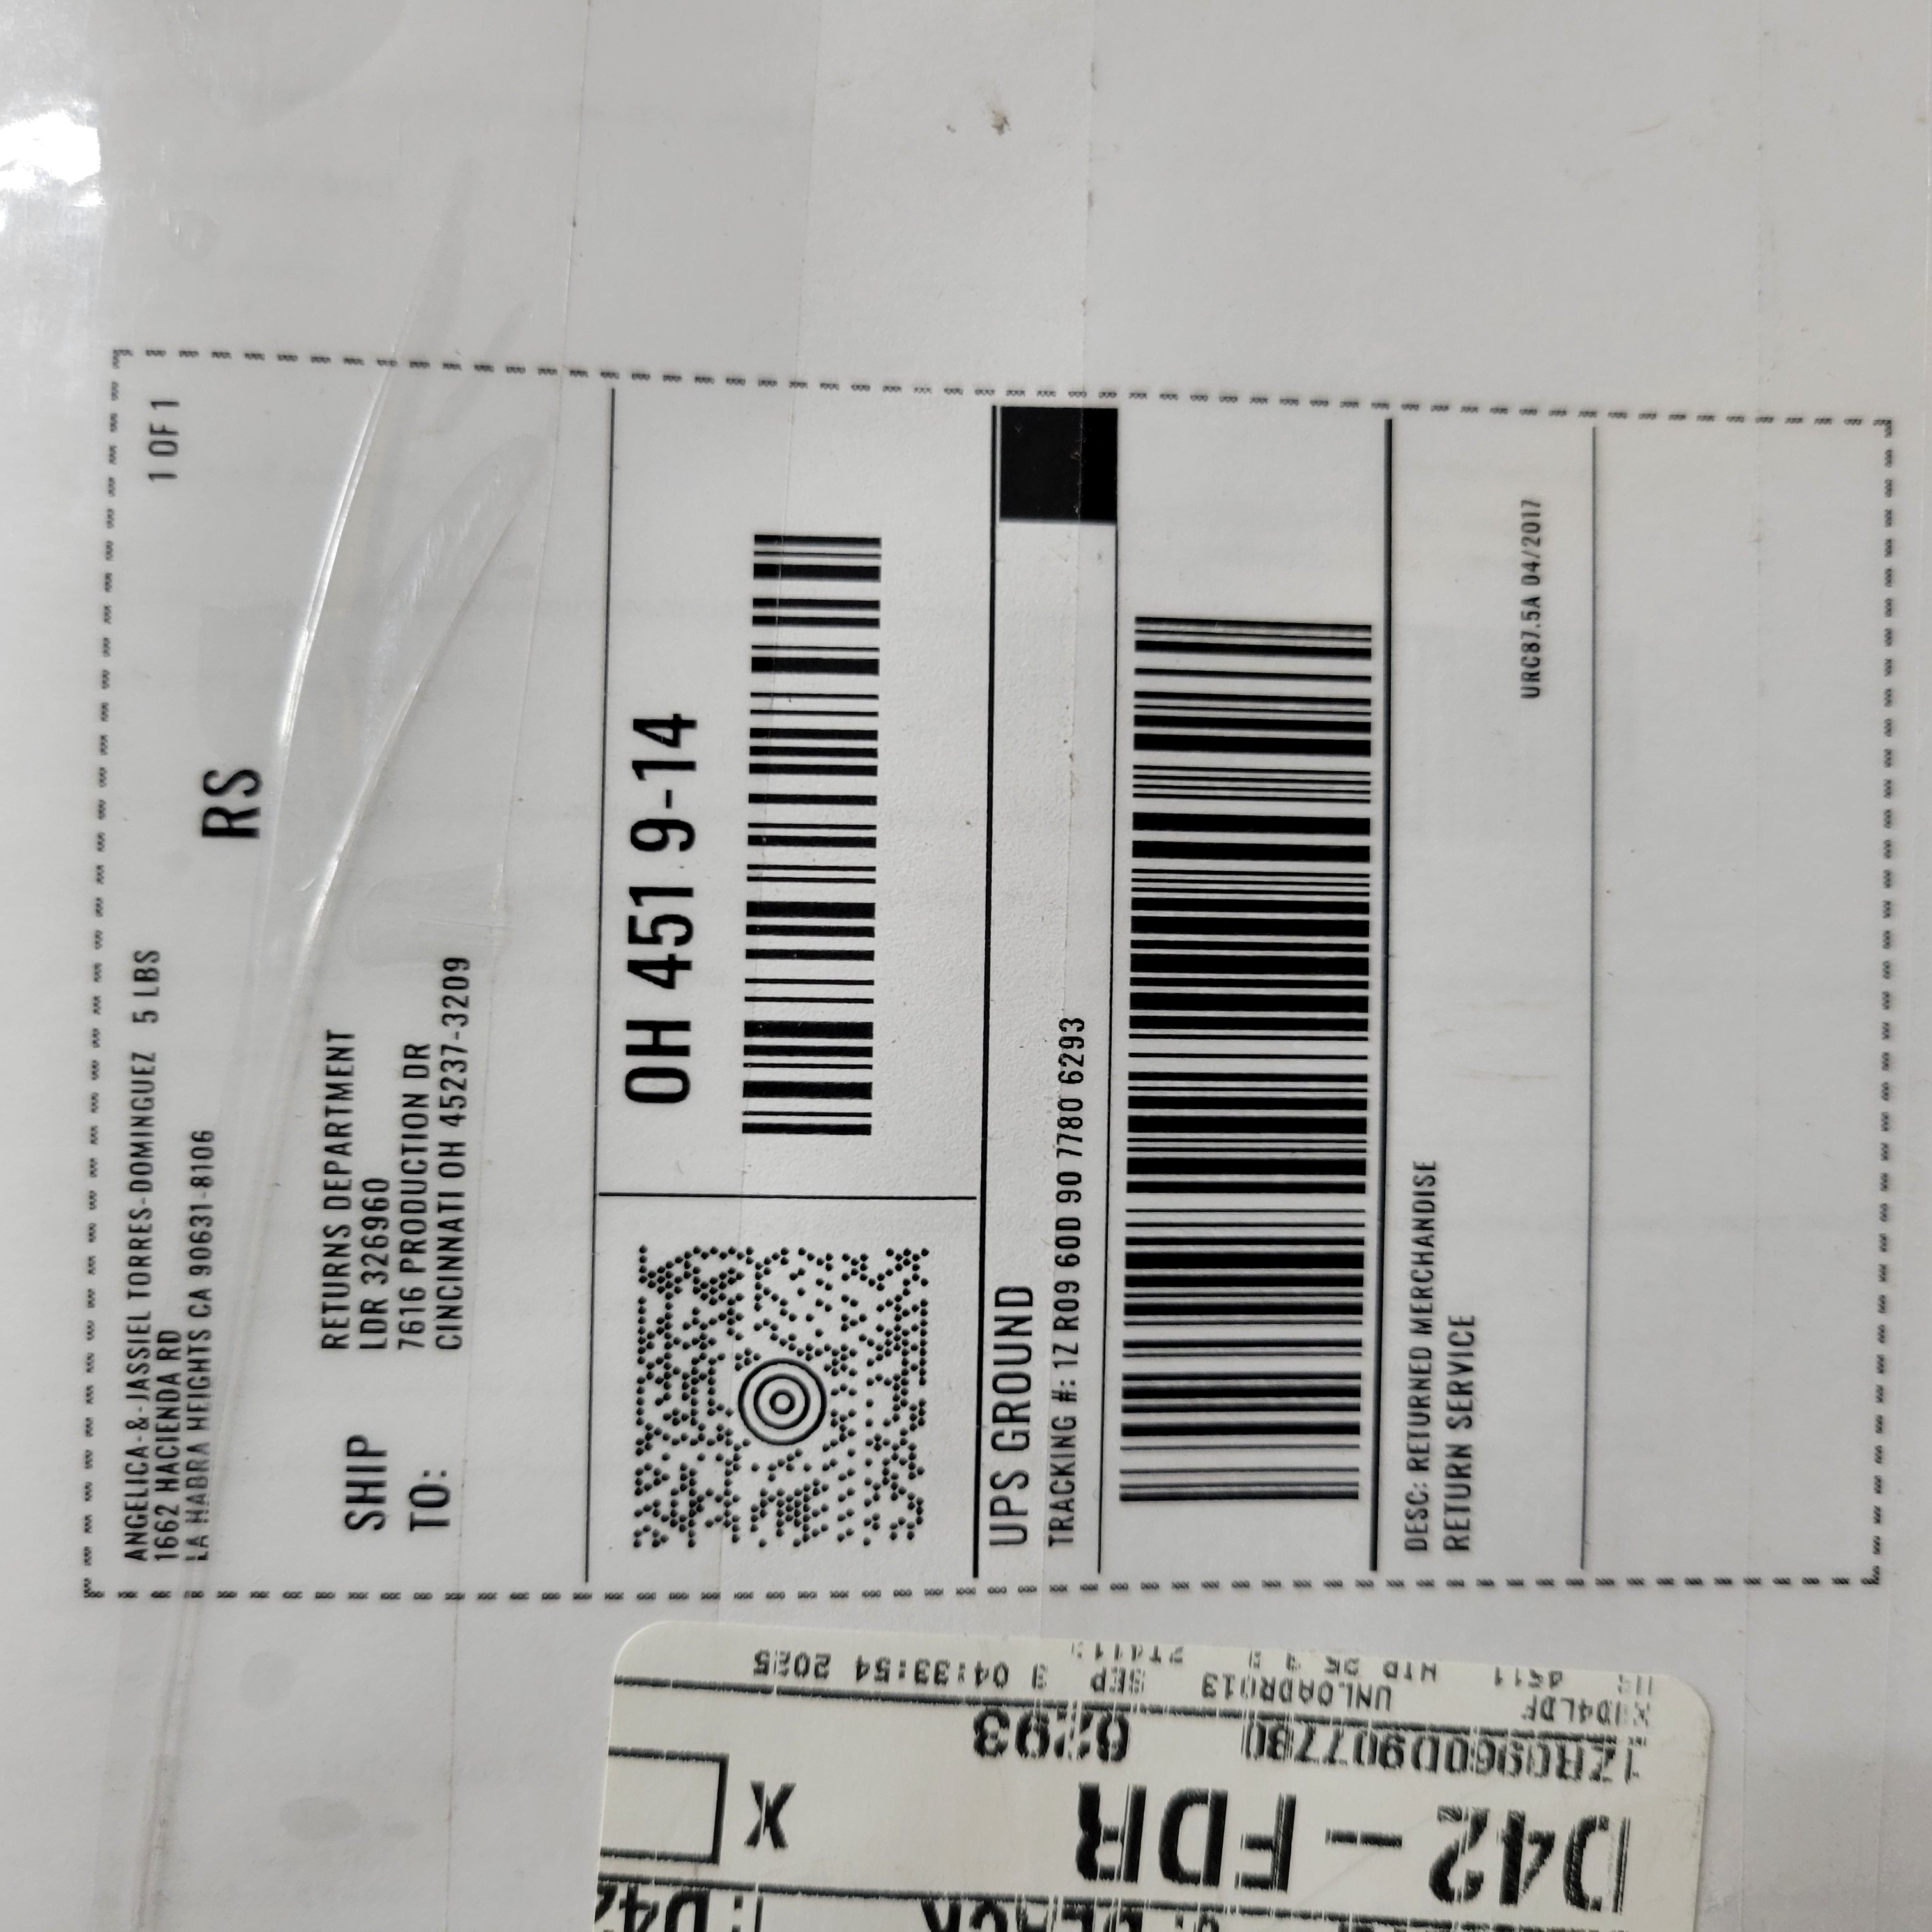 ANGELICA-&-JASSIEL TORRES-DOMINGUEZ 5 LBS 1 OF 1
1662 HACIENDA RD
LA HABRA HEIGHTS CA 90631-8106
RS
SHIP
TO:
RETURNS DEPARTMENT
LDR 326960
7616 PRODUCTION DR
CINCINNATI OH 45237-3209
OH 451 9-14
UPS GROUND
TRACKING #: 1Z R09 60D 90 7780 6293
DESC: RETURNED MERCHANDISE
RETURN SERVICE
URC87.5A 04/2017
D42-FDR X
1ZR0960D907780 6293
UNLOADR013 SEP 3 04:33:54 2025